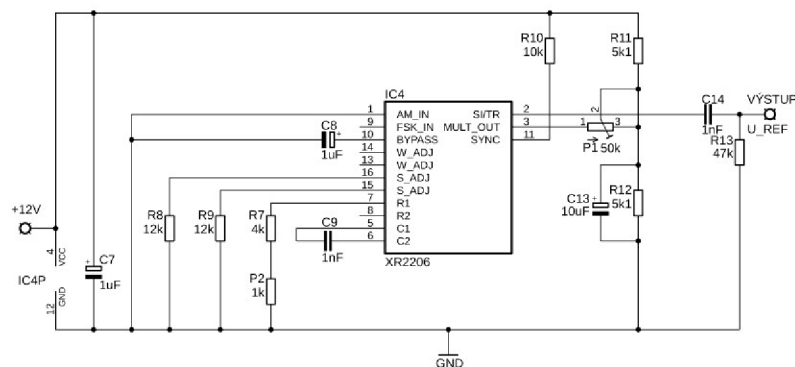 R10
10k
R11
5k1
IC4
1
AM_IN
SI/TR
2
9
FSK_IN
MULT_OUT
3
10
BYPASS
SYNC
11
14
W_ADJ
13
W_ADJ
16
S_ADJ
15
S_ADJ
7
R1
8
R2
5
C1
6
C2
XR2206
C8
+
1uF
1
2
3
P1 50k
C14
1nF
VÝSTUP
U_REF
R13
47k
C13
+
10uF
R12
5k1
+12V
R8
12k
R9
12k
R7
4k
C9
1nF
P2
1k
4
VCC
IC4P
12
GND
+
C7
1uF
GND